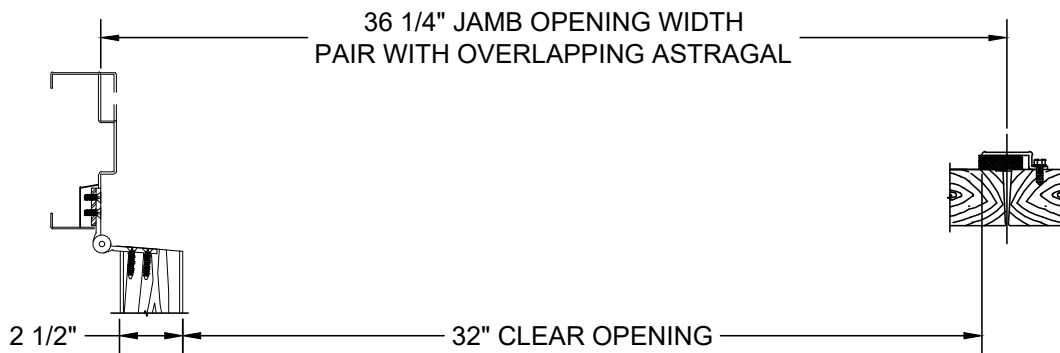 36 1/4" JAMB OPENING WIDTH
PAIR WITH OVERLAPPING ASTRAGAL
2 1/2"
32" CLEAR OPENING